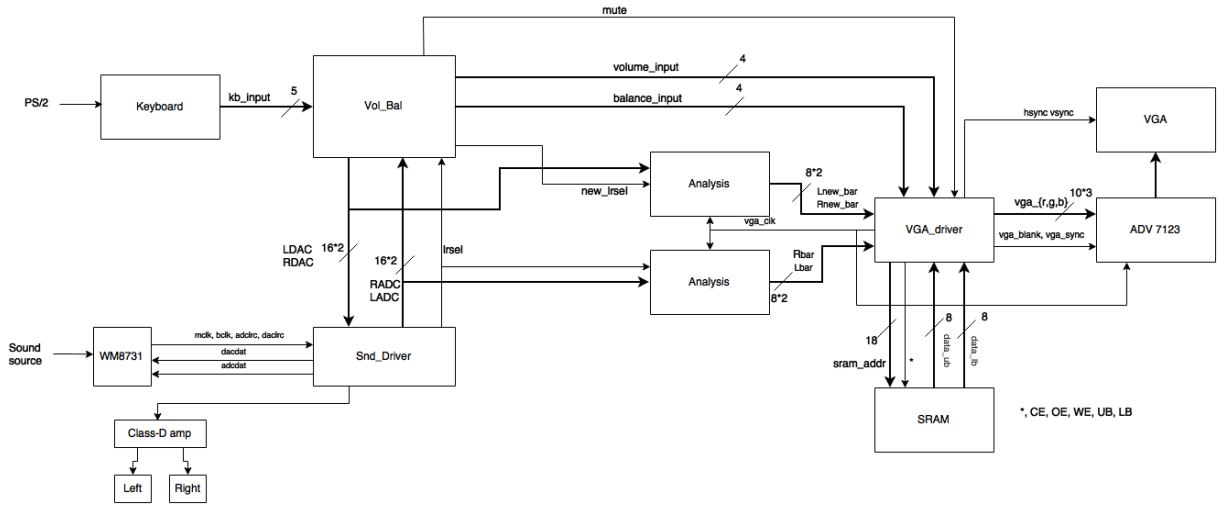 mute
volume_input
4
balance_input
4
PS/2
Keyboard
kb_input
5
Vol_Bal
hsync vsync
VGA
new_lrsel
Analysis
8*2
Lnew_bar
Rnew_bar
vga_clk
VGA_driver
vga_{r,g,b}
10*3
vga_blank, vga_sync
ADV 7123
LDAC
RDAC
16*2
16*2
RADC
LADC
lrsel
Analysis
Rbar
Lbar
8*2
Sound
source
WM8731
mclk, bclk, adclrc, daclrc
dacdat
adcdat
Snd_Driver
18
sram_addr
*
8
data_ub
8
data_lb
SRAM
*, CE, OE, WE, UB, LB
Class-D amp
Left
Right